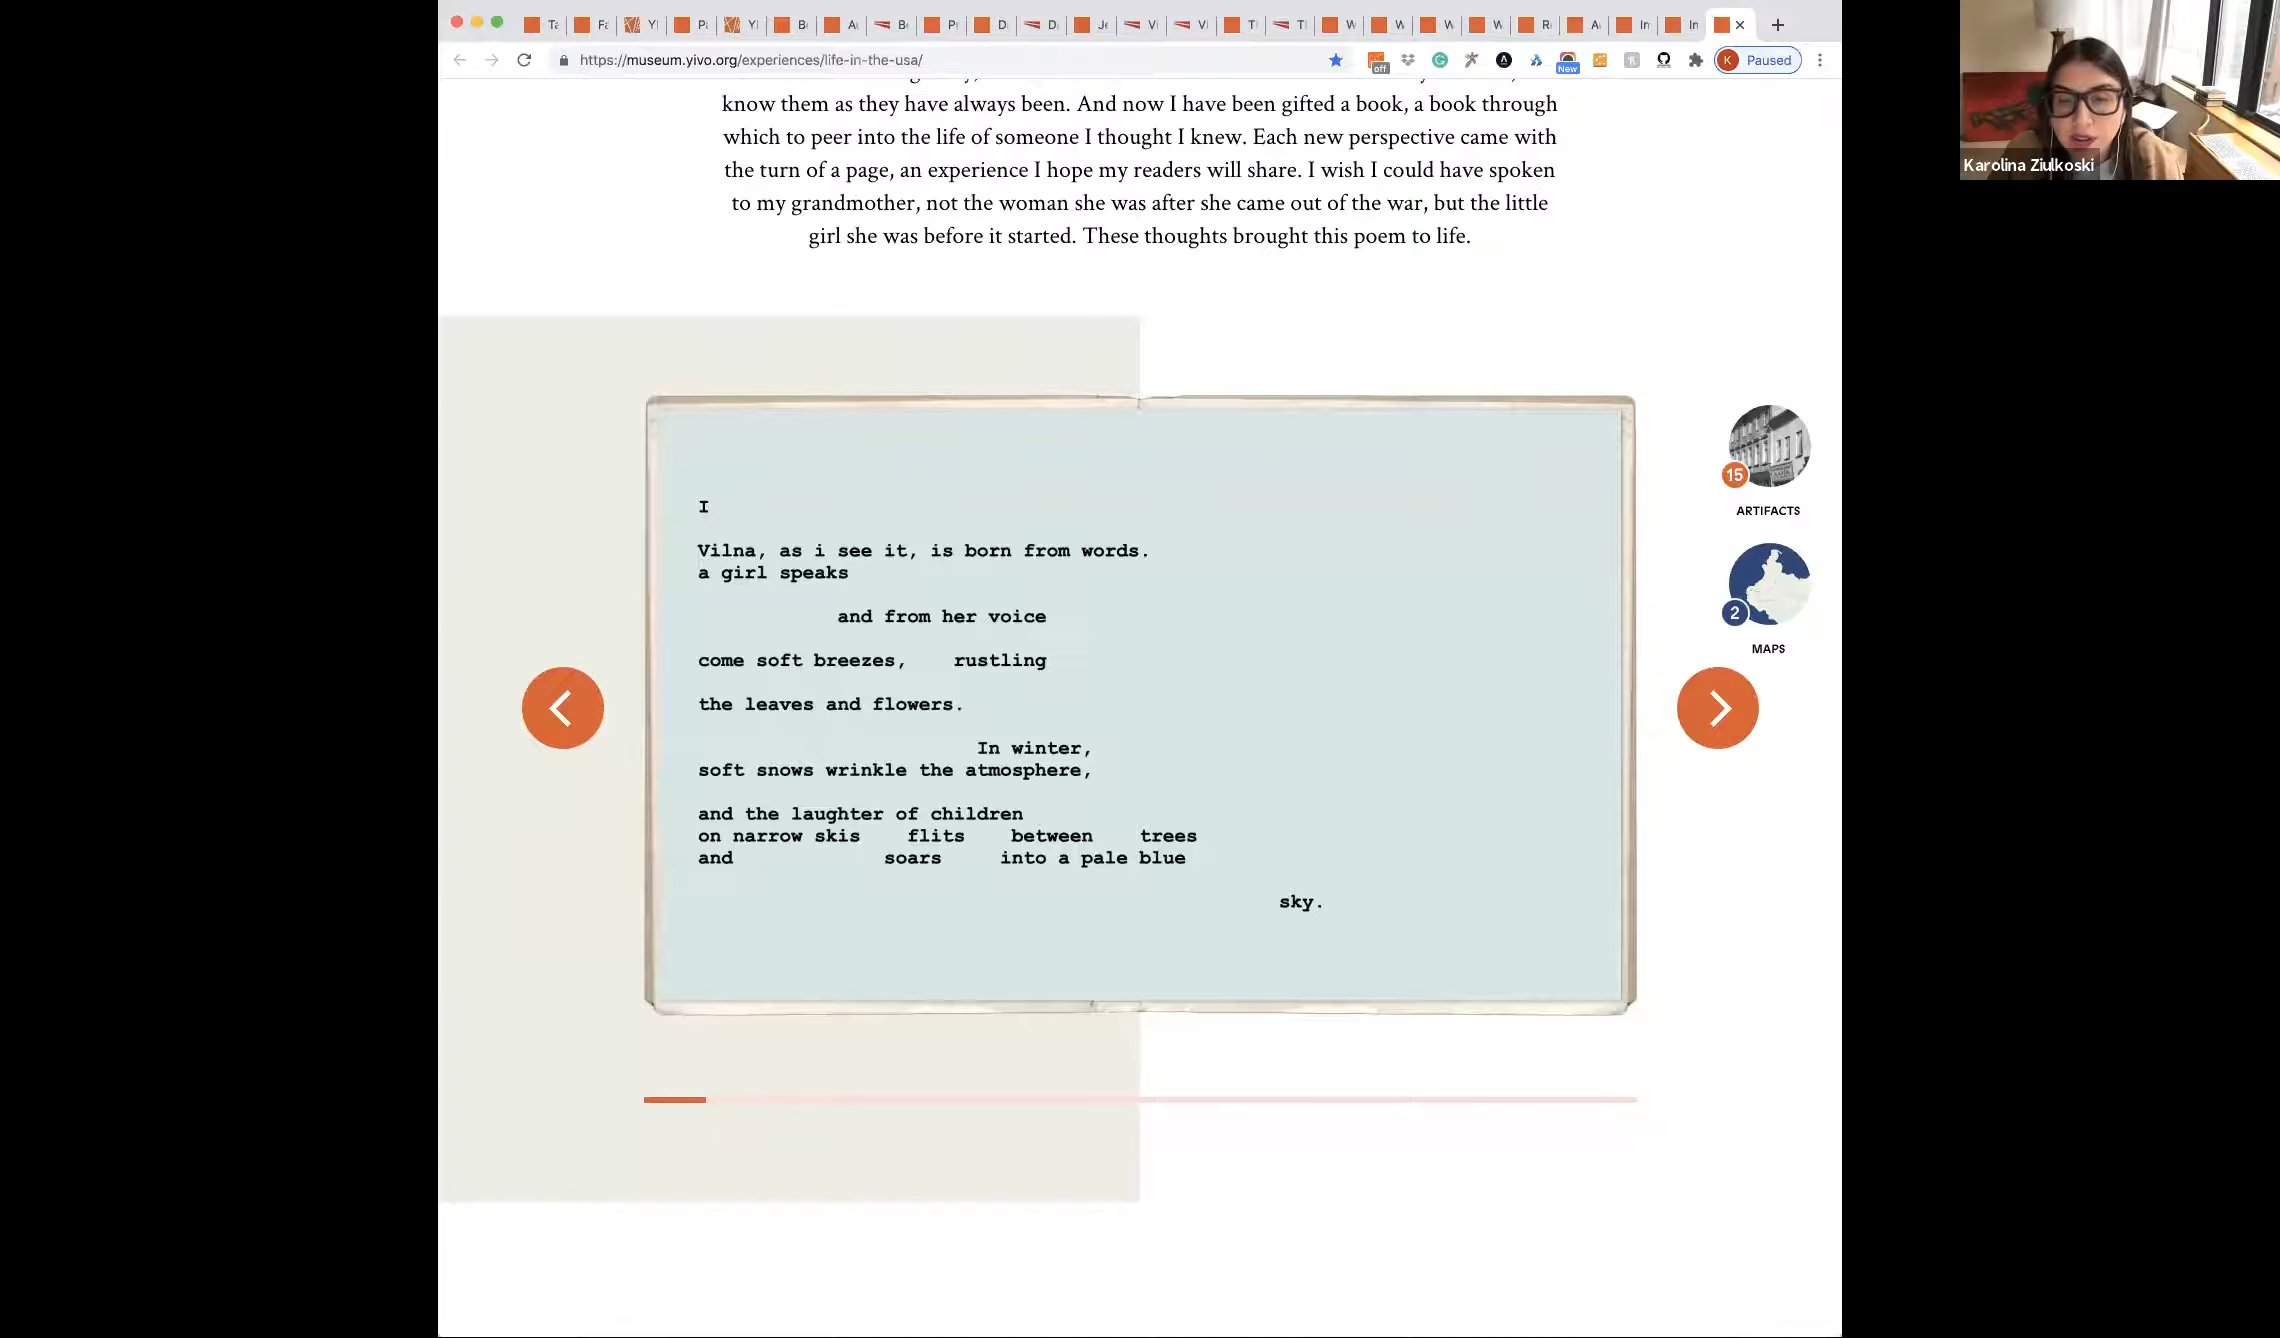 https://museum.yivo.org/experiences/life-in-the-usa/
off
New
K
Paused
know them as they have always been. And now I have been gifted a book, a book through
which to peer into the life of someone I thought I knew. Each new perspective came with
the turn of a page, an experience I hope my readers will share. I wish I could have spoken
to my grandmother, not the woman she was after she came out of the war, but the little
girl she was before it started. These thoughts brought this poem to life.
I
Vilna, as i see it, is born from words.
a girl speaks
and from her voice
come soft breezes, rustling
the leaves and flowers.
In winter,
soft snows wrinkle the atmosphere,
and the laughter of children
on narrow skis flits between trees
and soars into a pale blue
sky.
15
ARTIFACTS
2
MAPS
Karolina Ziulkoski